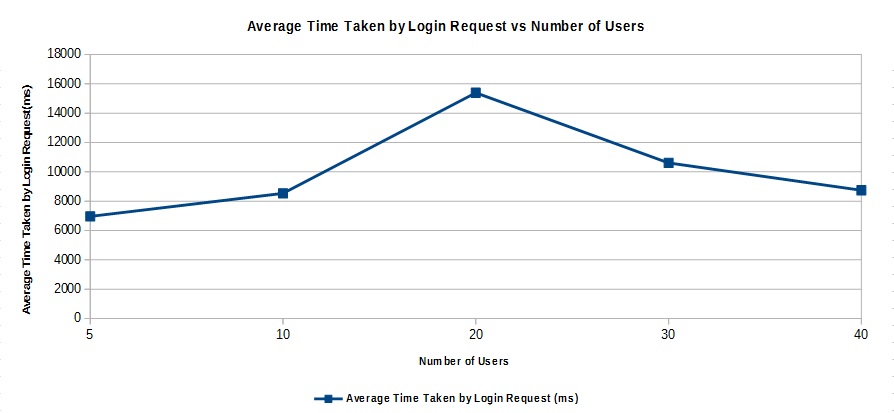 Average Time Taken by Login Request vs Number of Users
18000
16000
14000
12000
10000
8000
6000
4000
2000
0
Average Time Taken by Login Request(ms)
5 10 20 30 40
Number of Users
Average Time Taken by Login Request (ms)